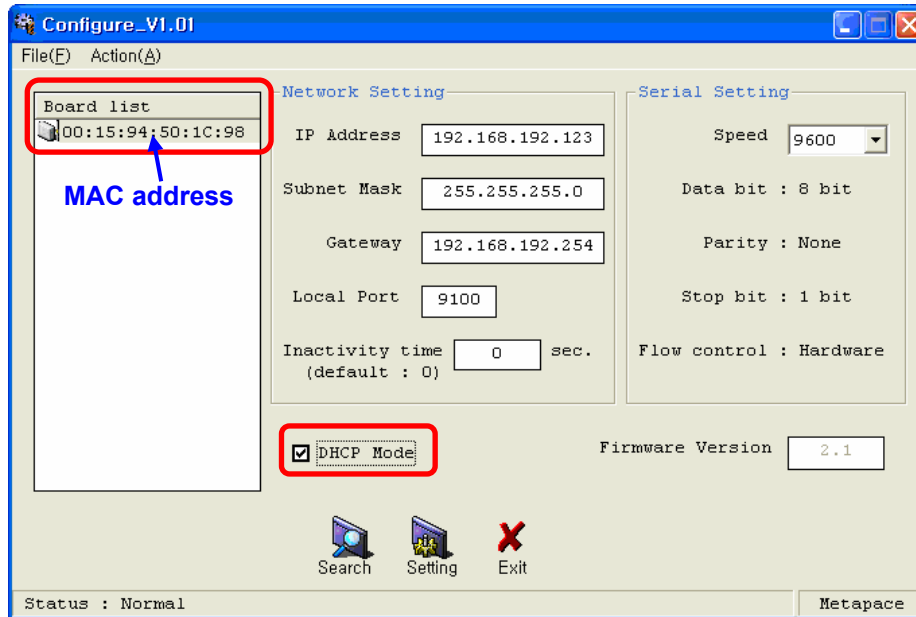 Configure_V1.01
File(F) Action(A)
Board list
00:15:94:50:1C:98
MAC address
Network Setting
IP Address 192.168.192.123
Subnet Mask 255.255.255.0
Gateway 192.168.192.254
Local Port 9100
Inactivity time 0 sec.
(default : 0)
Serial Setting
Speed 9600
Data bit : 8 bit
Parity : None
Stop bit : 1 bit
Flow control : Hardware
DHCP Mode
Firmware Version 2.1
Search Setting Exit
Status : Normal Metapace